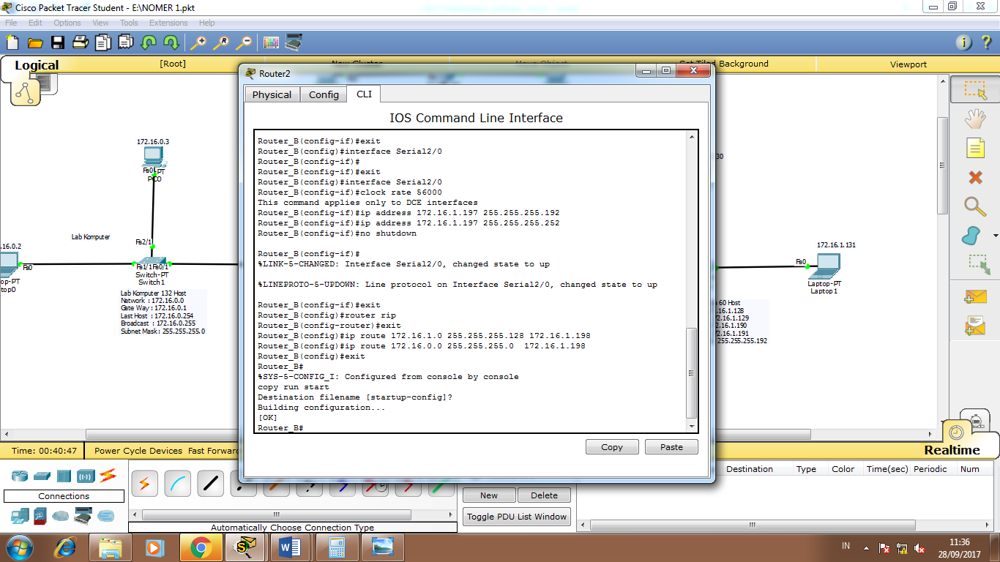 Cisco Packet Tracer Student - E:\NOMER 1.pkt
File Edit Options View Tools Extensions Help
Logical
[Root]
New Cluster
Move Object
Set Tiled Background
Viewport
172.16.0.3
Fa0
PC0
Lab Komputer
Fa2/1
.16.0.2
Fa0
Fa1/1
Fa0/1
Switch-PT
Switch1
Lab Komputer 132 Host
Network : 172.16.0.0
Gate Way : 172.16.0.1
Last Host : 172.16.0.254
Broadcast : 172.16.0.255
Subnet Mask : 255.255.255.0
Router2
Physical
Config
CLI
IOS Command Line Interface
Router_B(config-if)#exit
Router_B(config)#interface Serial2/0
Router_B(config-if)#
Router_B(config-if)#exit
Router_B(config)#interface Serial2/0
Router_B(config-if)#clock rate 56000
This command applies only to DCE interfaces
Router_B(config-if)#ip address 172.16.1.197 255.255.255.192
Router_B(config-if)#ip address 172.16.1.197 255.255.255.252
Router_B(config-if)#no shutdown
Router_B(config-if)#
%LINK-5-CHANGED: Interface Serial2/0, changed state to up
%LINEPROTO-5-UPDOWN: Line protocol on Interface Serial2/0, changed state to up
Router_B(config-if)#exit
Router_B(config)#router rip
Router_B(config-router)#exit
Router_B(config)#ip route 172.16.1.0 255.255.255.128 172.16.1.198
Router_B(config)#ip route 172.16.0.0 255.255.255.0  172.16.1.198
Router_B(config)#exit
Router_B#
%SYS-5-CONFIG_I: Configured from console by console
copy run start
Destination filename [startup-config]?
Building configuration...
[OK]
Router_B#
Copy
Paste
30
172.16.1.131
Fa0
Laptop-PT
Laptop1
60 Host
.16.1.128
172.16.1.129
172.16.1.190
172.16.1.191
255.255.255.192
Time: 00:40:47
Power Cycle Devices Fast Forward
Realtime
Connections
Automatically Choose Connection Type
New
Delete
Toggle PDU List Window
Destination Type Color Time(sec) Periodic Num
IN
11:36
28/09/2017